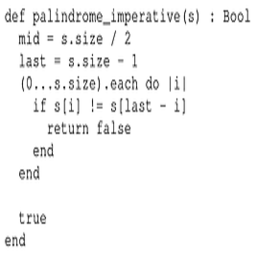 def palindrome_imperative(s) : Bool
  mid = s.size / 2
  last = s.size - 1
  (0...s.size).each do |i|
    if s[i] != s[last - i]
      return false
    end
  end

  true
end